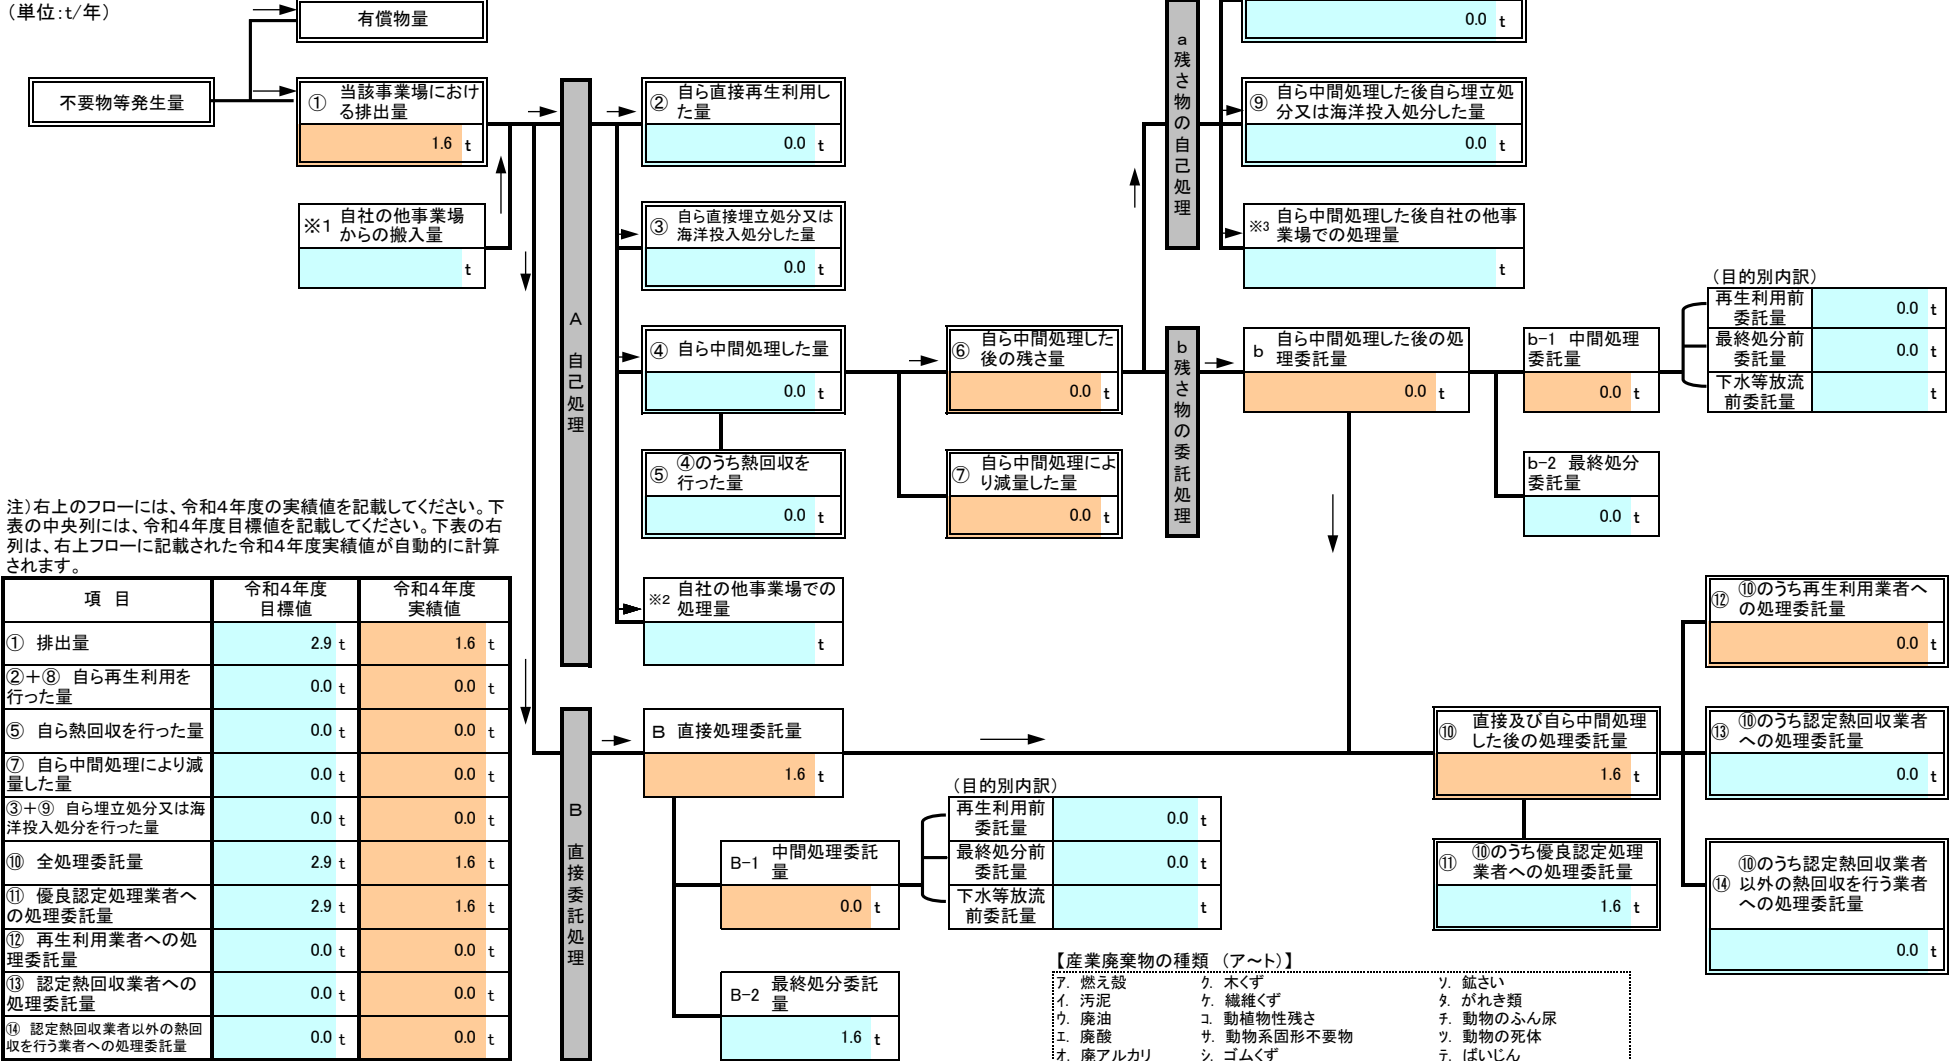 （単位:t/年）
有償物量
不要物等発生量
① 当該事業場におけ
る排出量
1.6 t
※1 自社の他事業場
からの搬入量
t
A
自
己
処
理
② 自ら直接再生利用し
た量
0.0 t
③ 自ら直接埋立処分又は
海洋投入処分した量
0.0 t
④ 自ら中間処理した量
0.0 t
⑤ ④のうち熱回収を
行った量
0.0 t
※2 自社の他事業場での
処理量
t
⑥ 自ら中間処理した
後の残さ量
0.0 t
⑦ 自ら中間処理によ
り減量した量
0.0 t
a
残
さ
物
の
自
己
処
理
0.0 t
⑨ 自ら中間処理した後自ら埋立処
分又は海洋投入処分した量
0.0 t
※3 自ら中間処理した後自社の他事
業場での処理量
t
b
残
さ
物
の
委
託
処
理
b 自ら中間処理した後の処
理委託量
0.0 t
b-1 中間処理
委託量
0.0 t
b-2 最終処分
委託量
0.0 t
（目的別内訳）
再生利用前
委託量
0.0 t
最終処分前
委託量
0.0 t
下水等放流
前委託量
t
注）右上のフローには、令和4年度の実績値を記載してください。下
表の中央列には、令和4年度目標値を記載してください。下表の右
列は、右上フローに記載された令和4年度実績値が自動的に計算
されます。
項 目 令和4年度
目標値 令和4年度
実績値
① 排出量 2.9 t 1.6 t
②+⑧ 自ら再生利用を
行った量 0.0 t 0.0 t
⑤ 自ら熱回収を行った量 0.0 t 0.0 t
⑦ 自ら中間処理により減
量した量 0.0 t 0.0 t
③+⑨ 自ら埋立処分又は海
洋投入処分を行った量 0.0 t 0.0 t
⑩ 全処理委託量 2.9 t 1.6 t
⑪ 優良認定処理業者へ
の処理委託量 2.9 t 1.6 t
⑫ 再生利用業者への処
理委託量 0.0 t 0.0 t
⑬ 認定熱回収業者への
処理委託量 0.0 t 0.0 t
⑭ 認定熱回収業者以外の熱回
収を行う業者への処理委託量 0.0 t 0.0 t
B
直
接
委
託
処
理
B 直接処理委託量
1.6 t
B-1 中間処理委託
量
0.0 t
B-2 最終処分委託
量
1.6 t
（目的別内訳）
再生利用前
委託量
0.0 t
最終処分前
委託量
0.0 t
下水等放流
前委託量
t
⑩ 直接及び自ら中間処理
した後の処理委託量
1.6 t
⑪ ⑩のうち優良認定処理
業者への処理委託量
1.6 t
⑫ ⑩のうち再生利用業者へ
の処理委託量
0.0 t
⑬ ⑩のうち認定熱回収業者
への処理委託量
0.0 t
⑭ ⑩のうち認定熱回収業者
以外の熱回収を行う業者
への処理委託量
0.0 t
【産業廃棄物の種類 （ア～ト）】
ア. 燃え殻 ク. 木くず ソ. 鉱さい
イ. 汚泥 ケ. 繊維くず タ. がれき類
ウ. 廃油 コ. 動植物性残さ チ. 動物のふん尿
エ. 廃酸 サ. 動物系固形不要物 ツ. 動物の死体
オ. 廃アルカリ シ. ゴムくず テ. ばいじん